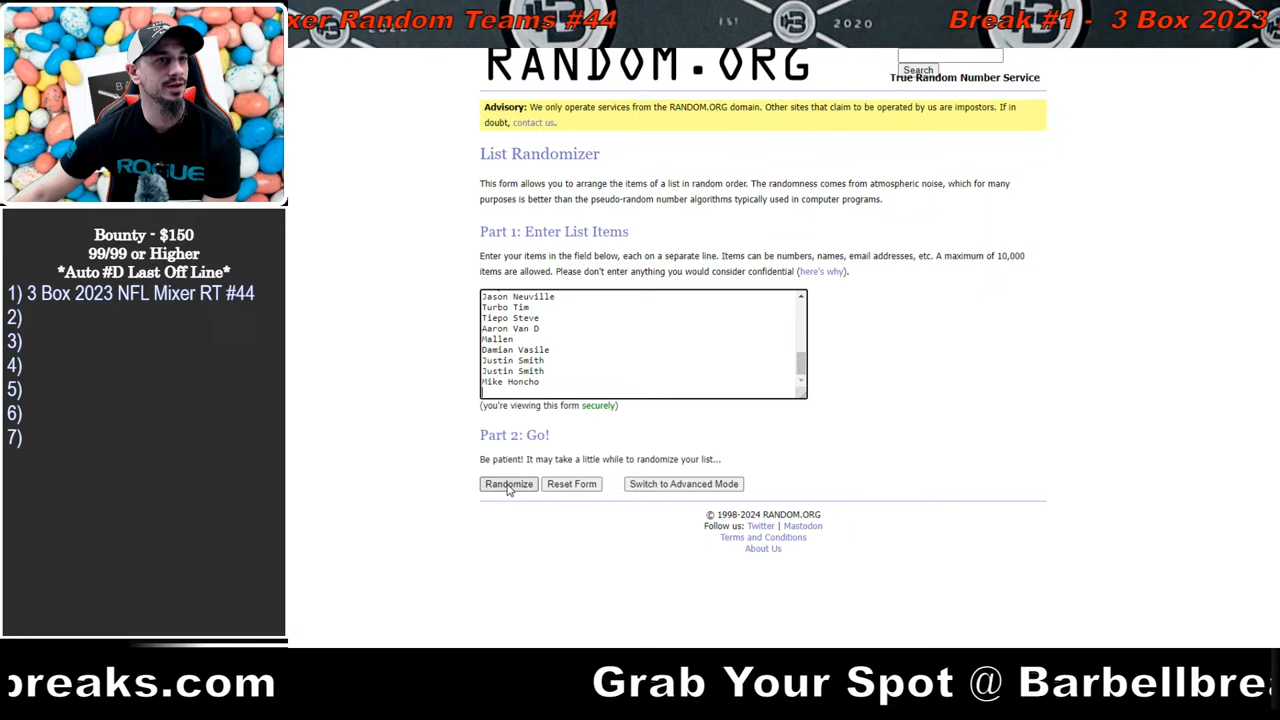 ixer Random Teams #44
EST
2020
Break #1 - 3 Box 2023
RANDOM.ORG
Search
True Random Number Service
Advisory: We only operate services from the RANDOM.ORG domain. Other sites that claim to be operated by us are impostors. If in
doubt, contact us.
List Randomizer
This form allows you to arrange the items of a list in random order. The randomness comes from atmospheric noise, which for many
purposes is better than the pseudo-random number algorithms typically used in computer programs.
Part 1: Enter List Items
Enter your items in the field below, each on a separate line. Items can be numbers, names, email addresses, etc. A maximum of 10,000
items are allowed. Please don't enter anything you would consider confidential (here's why).
Jason Neuville
Turbo Tim
Tiepo Steve
Aaron Van D
Mallen
Damian Vasile
Justin Smith
Justin Smith
Mike Honcho
(you're viewing this form securely)
Part 2: Go!
Be patient! It may take a little while to randomize your list...
Randomize
Reset Form
Switch to Advanced Mode
© 1998-2024 RANDOM.ORG
Follow us: Twitter | Mastodon
Terms and Conditions
About Us
ROGUE
Bounty - $150
99/99 or Higher
*Auto #D Last Off Line*
1) 3 Box 2023 NFL Mixer RT #44
2)
3)
4)
5)
6)
7)
breaks.com
Grab Your Spot @ Barbellbrea